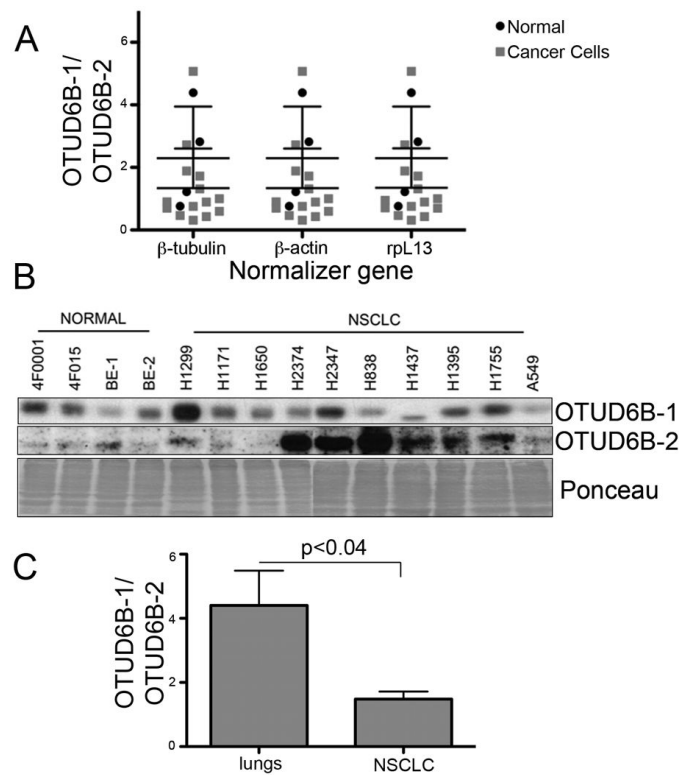 A
OTUD6B-1/
OTUD6B-2
6
4
2
0
Normal
Cancer Cells
β-tubulin β-actin rpL13
Normalizer gene
B
NORMAL NSCLC
4F0001 4F015 BE-1 BE-2 H1299 H1171 H1650 H2374 H2347 H838 H1437 H1395 H1755 A549
OTUD6B-1
OTUD6B-2
Ponceau
C
OTUD6B-1/
OTUD6B-2
6
4
2
0
p<0.04
lungs NSCLC